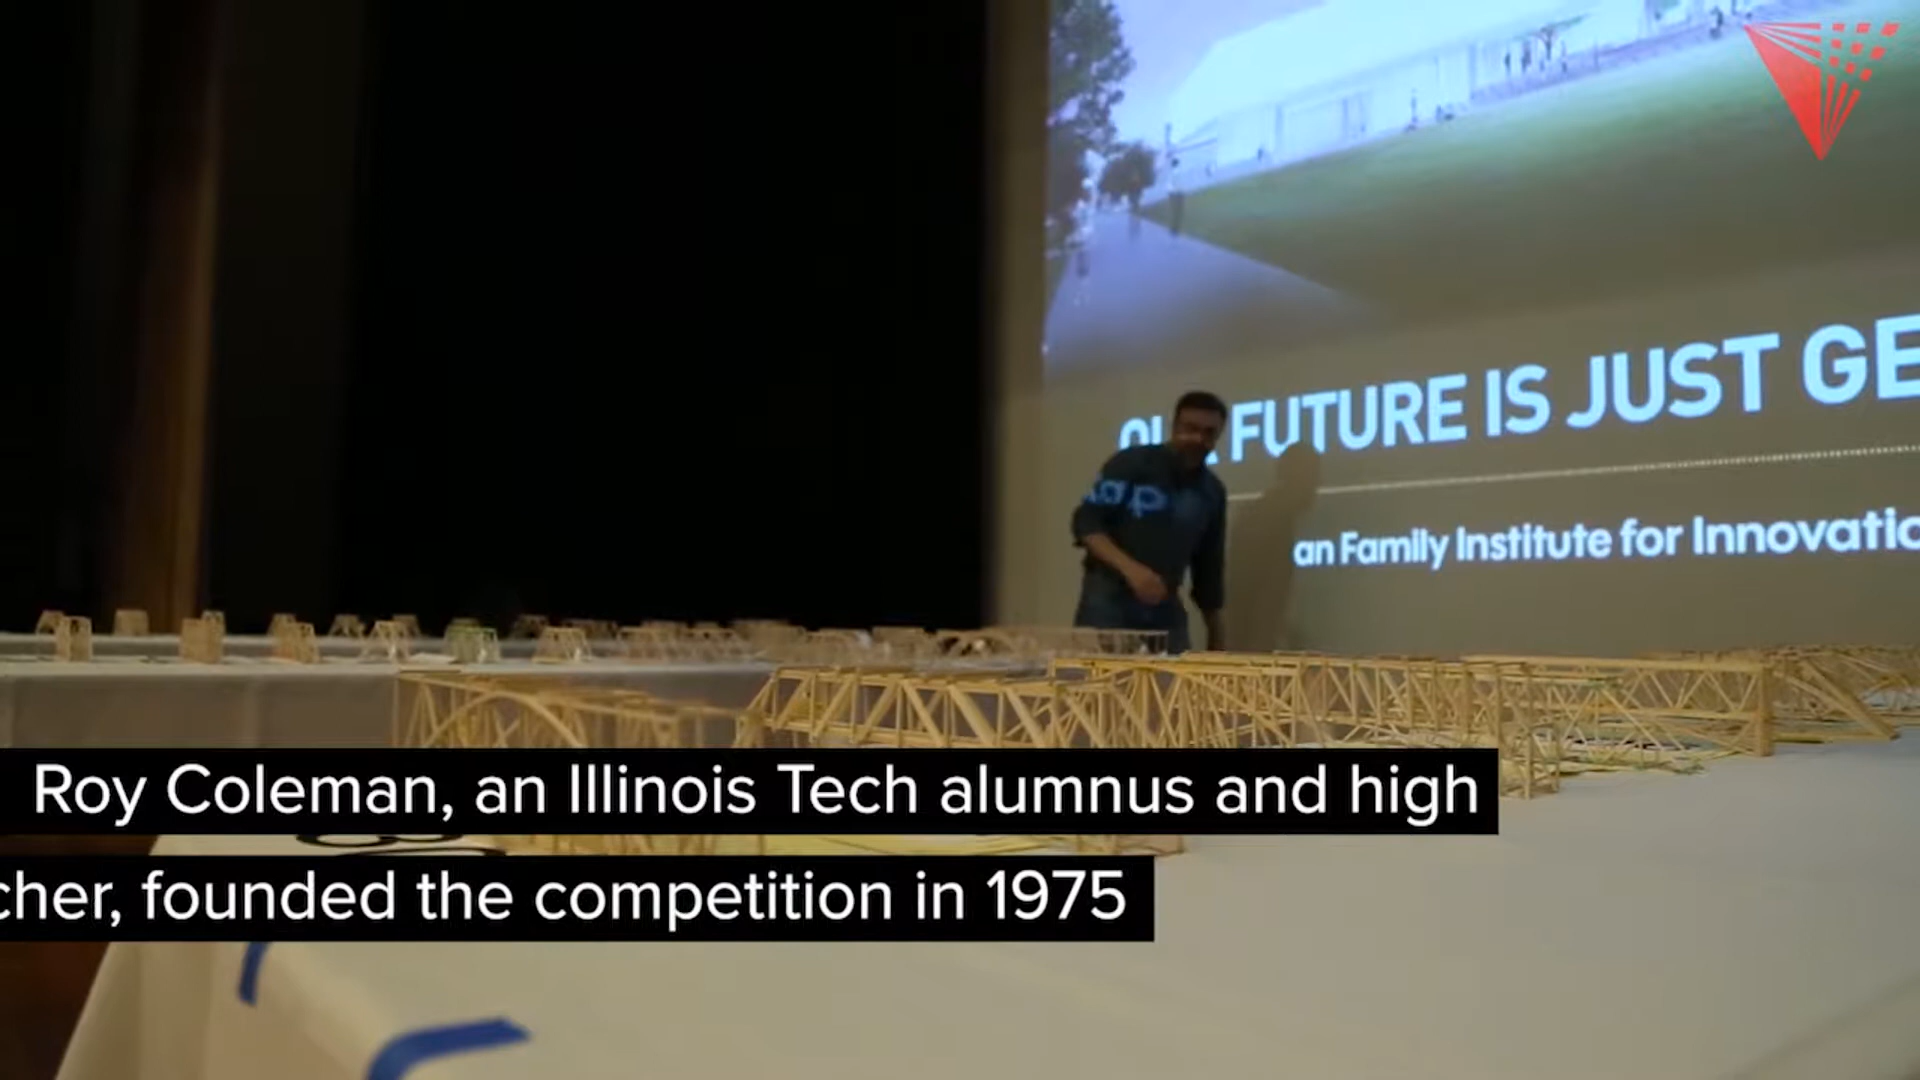 FUTURE IS JUST GE
an Family Institute for Innovatio
Roy Coleman, an Illinois Tech alumnus and high
cher, founded the competition in 1975